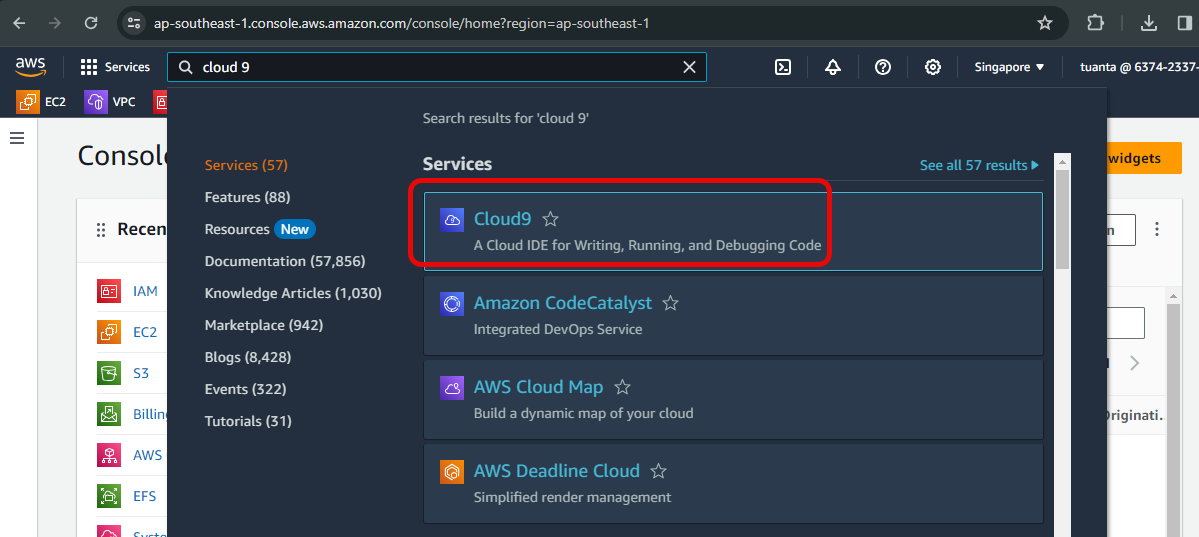 ap-southeast-1.console.aws.amazon.com/console/home?region=ap-southeast-1
aws
Services
cloud 9
Singapore
tuanta @ 6374-2337-
EC2
VPC
Search results for 'cloud 9'
Services (57)
Features (88)
Resources New
Documentation (57,856)
Knowledge Articles (1,030)
Marketplace (942)
Blogs (8,428)
Events (322)
Tutorials (31)
Services
See all 57 results
Cloud9
A Cloud IDE for Writing, Running, and Debugging Code
Amazon CodeCatalyst
Integrated DevOps Service
AWS Cloud Map
Build a dynamic map of your cloud
AWS Deadline Cloud
Simplified render management
Consol
widgets
Recen
IAM
EC2
S3
Billing
AWS
EFS
Originati..